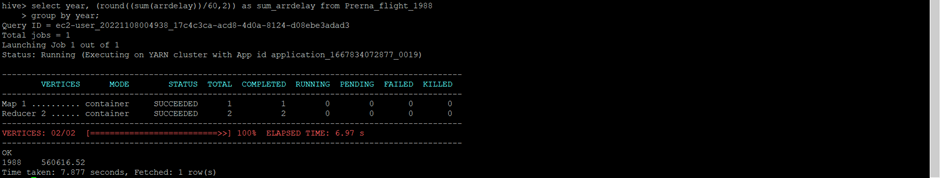 hive> select year, (round((sum(arrdelay))/60,2)) as sum_arrdelay from Prerna_flight_1988
    > group by year;
Query ID = ec2-user_20221108004938_17c4c3ca-acd8-4d0a-8124-d08ebe3adad3
Total jobs = 1
Launching Job 1 out of 1
Status: Running (Executing on YARN cluster with App id application_1667834072877_0019)
----------------------------------------------------------------------------------------------
        VERTICES      MODE        STATUS  TOTAL  COMPLETED  RUNNING  PENDING  FAILED  KILLED
----------------------------------------------------------------------------------------------
Map 1 .......... container     SUCCEEDED      1          1        0        0       0       0
Reducer 2 ...... container     SUCCEEDED      2          2        0        0       0       0
----------------------------------------------------------------------------------------------
VERTICES: 02/02  [==========================>>] 100%  ELAPSED TIME: 6.97 s
----------------------------------------------------------------------------------------------
OK
1988    560616.52
Time taken: 7.877 seconds, Fetched: 1 row(s)